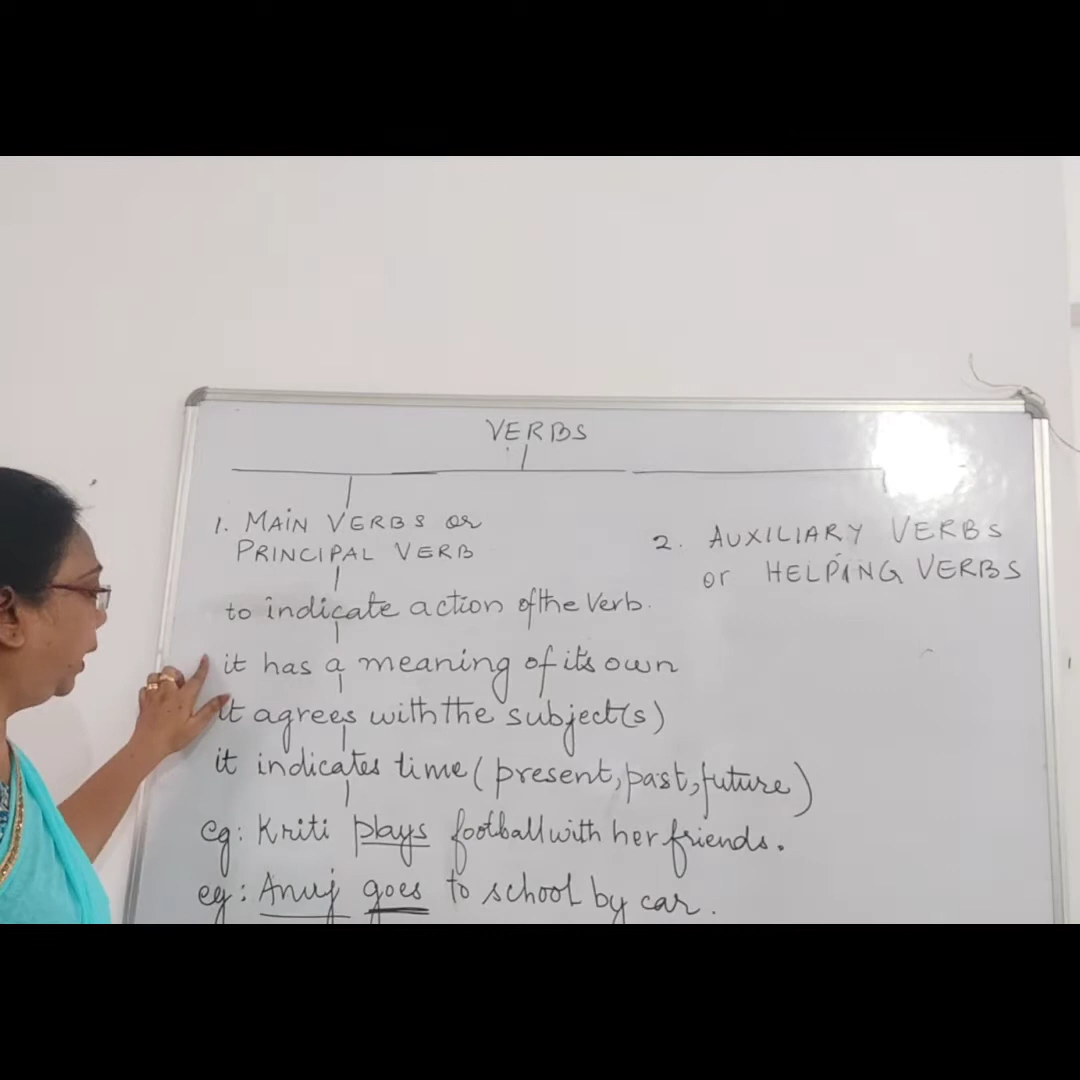 VERBS
1. MAIN VERBS or
PRINCIPAL VERB
2. AUXILIARY VERBS
or HELPING VERBS
to indicate action of the verb.
it has a meaning of it's own
it agrees with the subject(s)
it indicates time (present, past, future)
eg: Kriti plays football with her friends.
eg: Anuj goes to school by car.